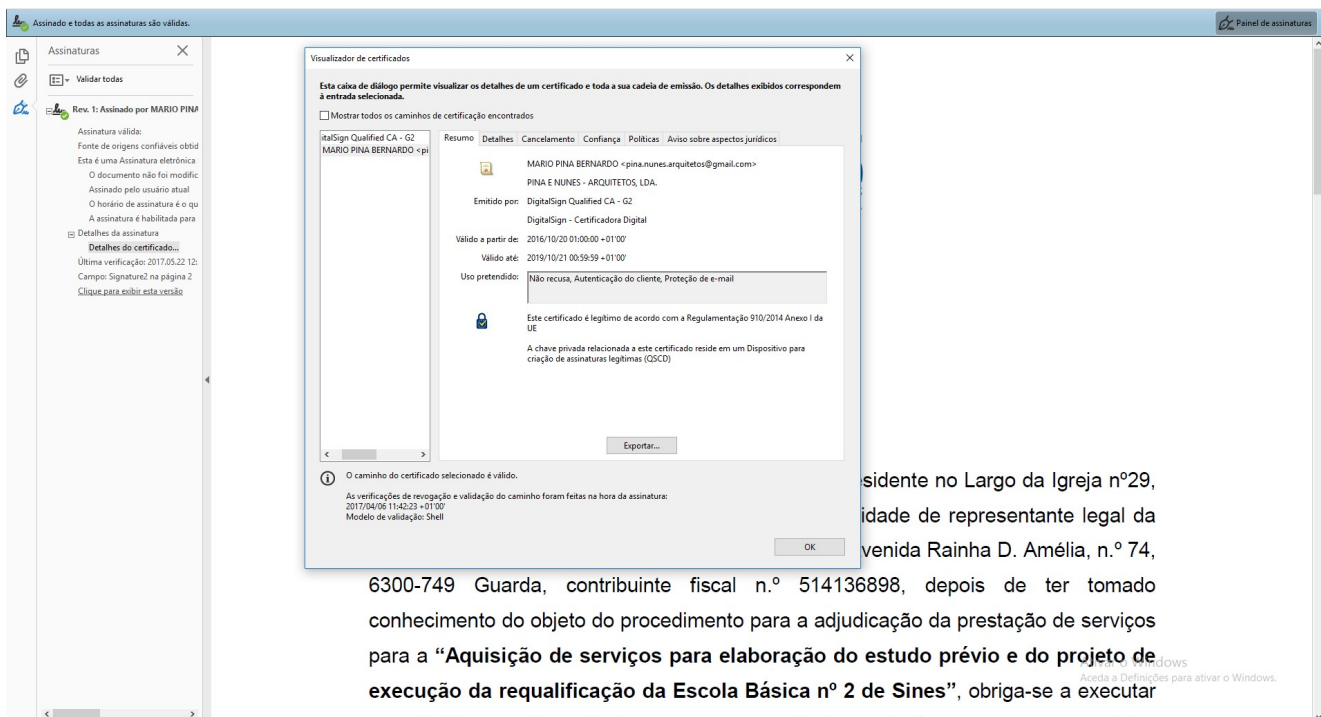 Assinado e todas as assinaturas são válidas.
Painel de assinaturas
Assinaturas
Validar todas
Rev. 1: Assinado por MARIO PINA
Assinatura válida:
Fonte de origens confiáveis obtid
Esta é uma Assinatura eletrônica
O documento não foi modific
Assinado pelo usuário atual
O horário de assinatura é o qu
A assinatura é habilitada para
Detalhes da assinatura
Detalhes do certificado...
Última verificação: 2017.05.22 12:
Campo: Signature2 na página 2
Clique para exibir esta versão
Visualizador de certificados
Esta caixa de diálogo permite visualizar os detalhes de um certificado e toda a sua cadeia de emissão. Os detalhes exibidos correspondem
à entrada selecionada.
Mostrar todos os caminhos de certificação encontrados
italSign Qualified CA - G2
MARIO PINA BERNARDO <pi
Resumo Detalhes Cancelamento Confiança Políticas Aviso sobre aspectos jurídicos
MARIO PINA BERNARDO <pina.nunes.arquitetos@gmail.com>
PINA E NUNES - ARQUITETOS, LDA.
Emitido por: DigitalSign Qualified CA - G2
DigitalSign - Certificadora Digital
Válido a partir de: 2016/10/20 01:00:00 +01'00'
Válido até: 2019/10/21 00:59:59 +01'00'
Uso pretendido: Não recusa, Autenticação do cliente, Proteção de e-mail
Este certificado é legítimo de acordo com a Regulamentação 910/2014 Anexo I da
UE
A chave privada relacionada a este certificado reside em um Dispositivo para
criação de assinaturas legítimas (QSCD)
Exportar...
O caminho do certificado selecionado é válido.
As verificações de revogação e validação do caminho foram feitas na hora da assinatura:
2017/04/06 11:42:23 +01'00'
Modelo de validação: Shell
OK
sidente no Largo da Igreja nº29,
idade de representante legal da
venida Rainha D. Amélia, n.º 74,
6300-749 Guarda, contribuinte fiscal n.º 514136898, depois de ter tomado
conhecimento do objeto do procedimento para a adjudicação da prestação de serviços
para a “Aquisição de serviços para elaboração do estudo prévio e do projeto de
execução da requalificação da Escola Básica nº 2 de Sines”, obriga-se a executar
Ativar o Windows
Aceda a Definições para ativar o Windows.